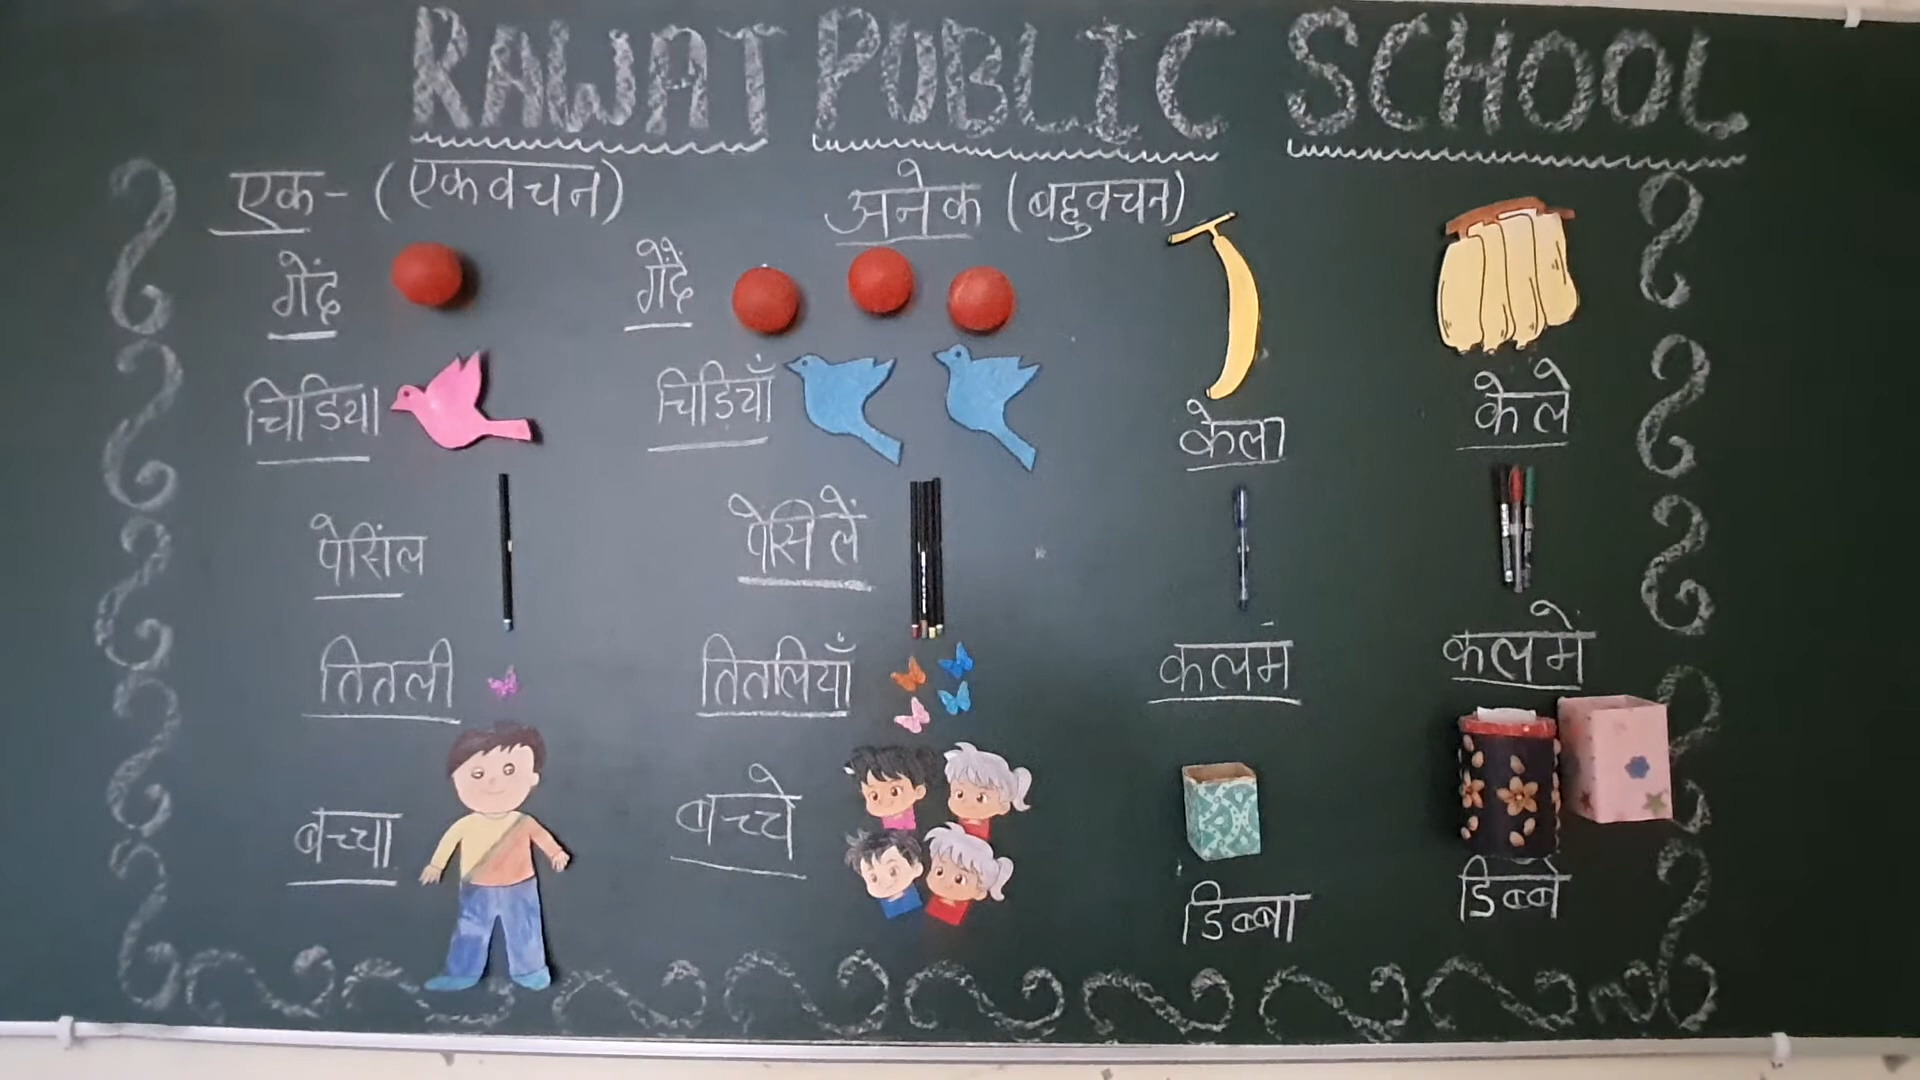 RAWAT PUBLIC SCHOOL
एक - (एकवचन) अनेक (बहुवचन)
गेंद गेंदें
चिड़िया चिड़ियाँ केला केले
पेसिंल पेंसिलें
तितली तितलियाँ कलम कलमें
बच्चा बच्चे
डिब्बा डिब्बे